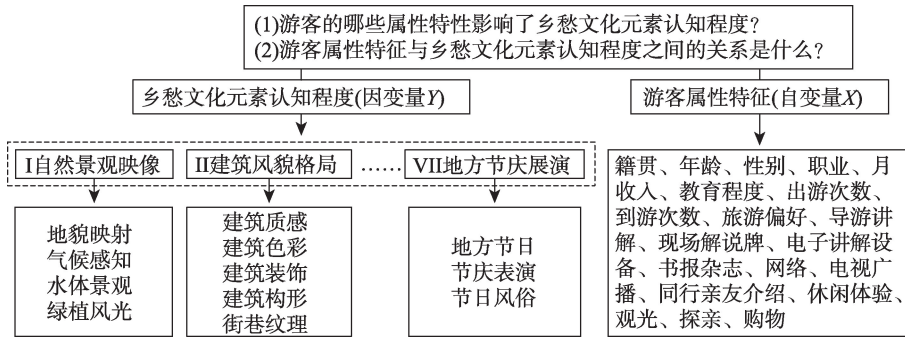 (1)游客的哪些属性特性影响了乡愁文化元素认知程度?
(2)游客属性特征与乡愁文化元素认知程度之间的关系是什么?
乡愁文化元素认知程度(因变量Y)
游客属性特征(自变量X)
I自然景观映像
II建筑风貌格局
……
VII地方节庆展演
地貌映射
气候感知
水体景观
绿植风光
建筑质感
建筑色彩
建筑装饰
建筑构形
街巷纹理
地方节日
节庆表演
节日风俗
籍贯、年龄、性别、职业、月
收入、教育程度、出游次数、
到游次数、旅游偏好、导游讲
解、现场解说牌、电子讲解设
备、书报杂志、网络、电视广
播、同行亲友介绍、休闲体验、
观光、探亲、购物